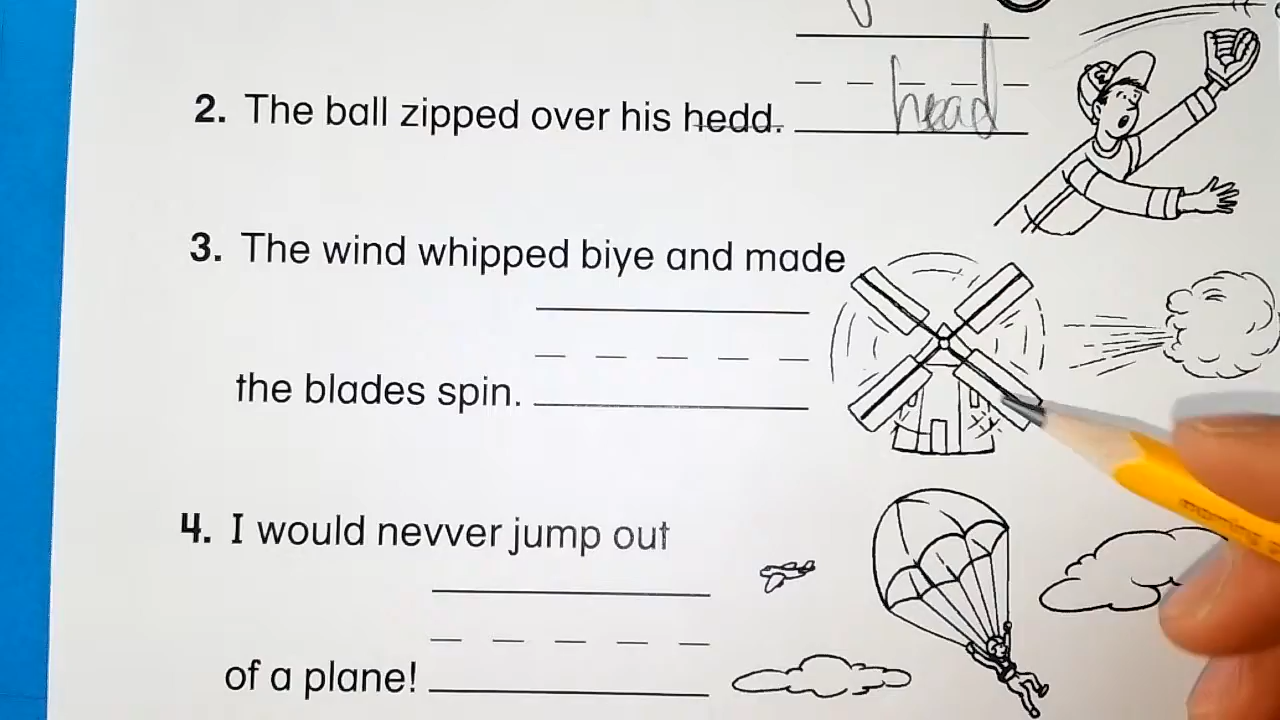 2. The ball zipped over his hedd. head
3. The wind whipped biye and made
the blades spin.
4. I would nevver jump out
of a plane!